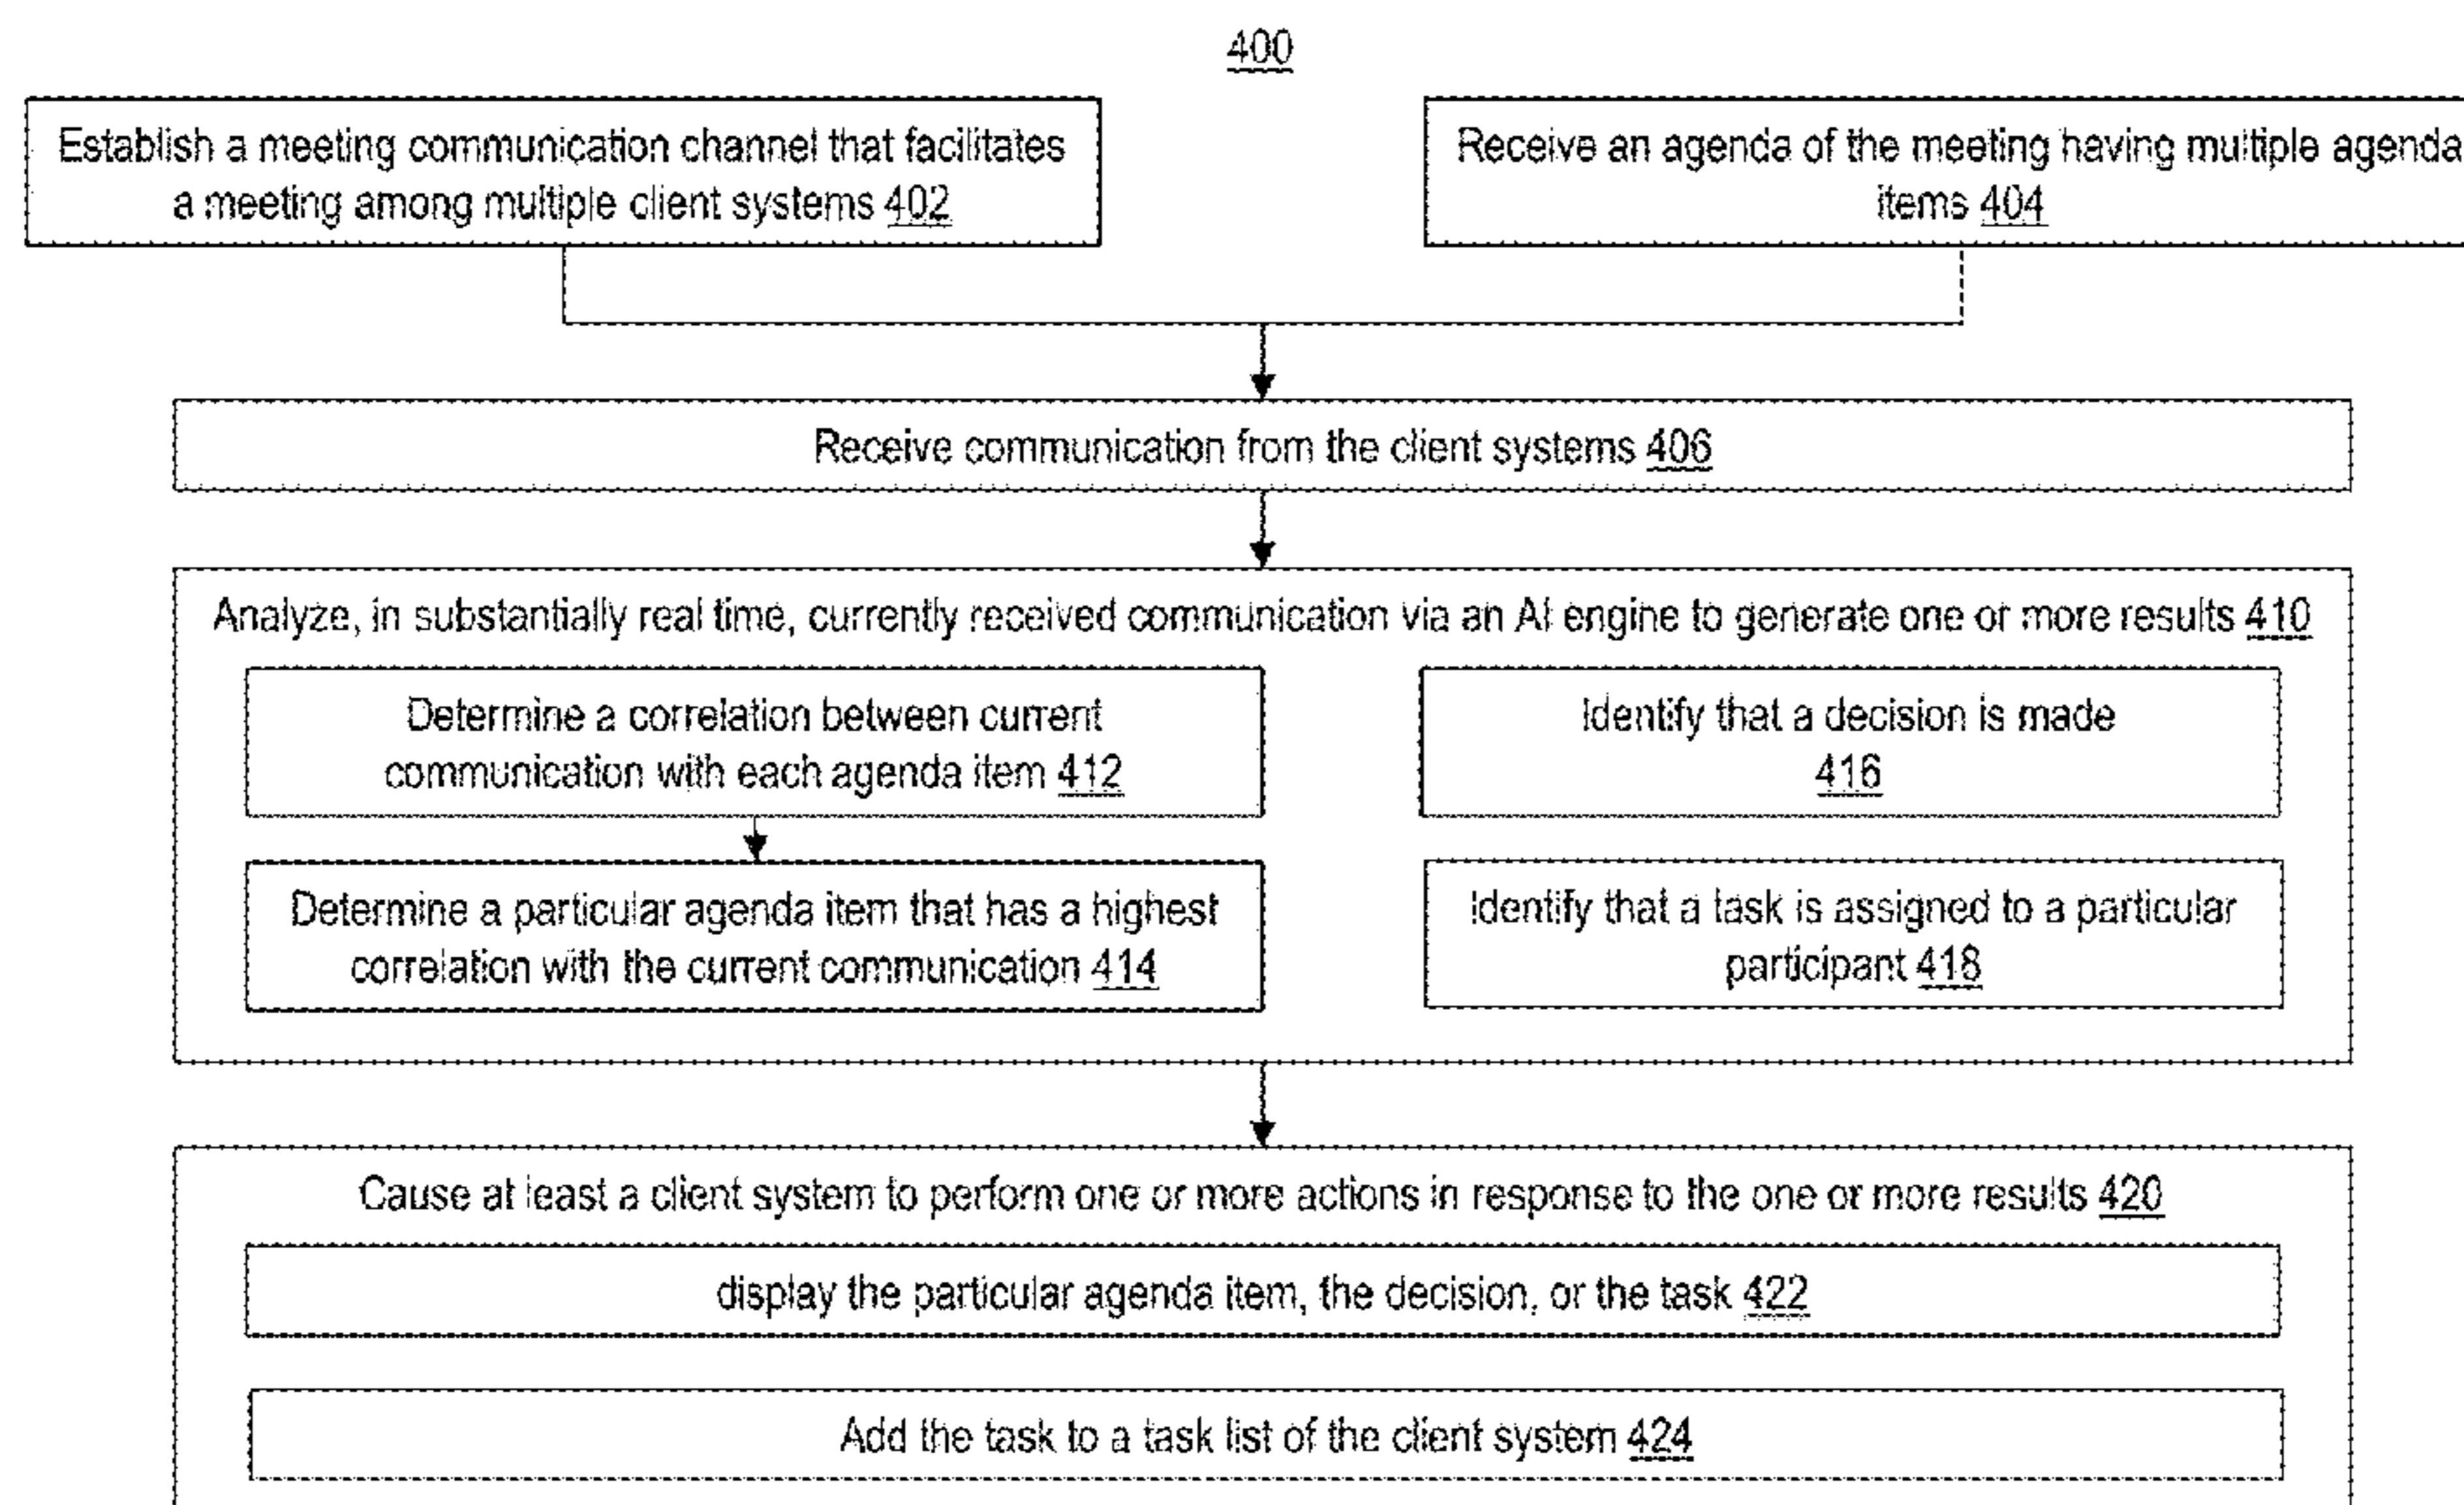 400
Establish a meeting communication channel that facilitates
a meeting among multiple client systems 402
Receive an agenda of the meeting having multiple agenda
items 404
Receive communication from the client systems 406
Analyze, in substantially real time, currently received communication via an AI engine to generate one or more results 410
Determine a correlation between current
communication with each agenda item 412
Determine a particular agenda item that has a highest
correlation with the current communication 414
Identify that a decision is made
416
Identify that a task is assigned to a particular
participant 418
Cause at least a client system to perform one or more actions in response to the one or more results 420
display the particular agenda item, the decision, or the task 422
Add the task to a task list of the client system 424